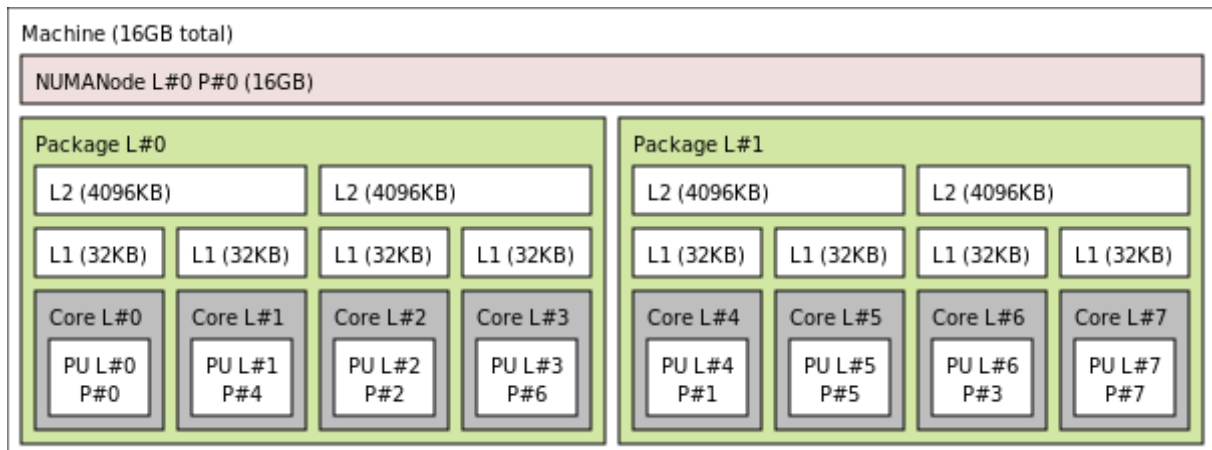 Machine (16GB total)
NUMANode L#0 P#0 (16GB)
Package L#0
L2 (4096KB)
L2 (4096KB)
L1 (32KB)
L1 (32KB)
L1 (32KB)
L1 (32KB)
Core L#0
PU L#0
P#0
Core L#1
PU L#1
P#4
Core L#2
PU L#2
P#2
Core L#3
PU L#3
P#6
Package L#1
L2 (4096KB)
L2 (4096KB)
L1 (32KB)
L1 (32KB)
L1 (32KB)
L1 (32KB)
Core L#4
PU L#4
P#1
Core L#5
PU L#5
P#5
Core L#6
PU L#6
P#3
Core L#7
PU L#7
P#7